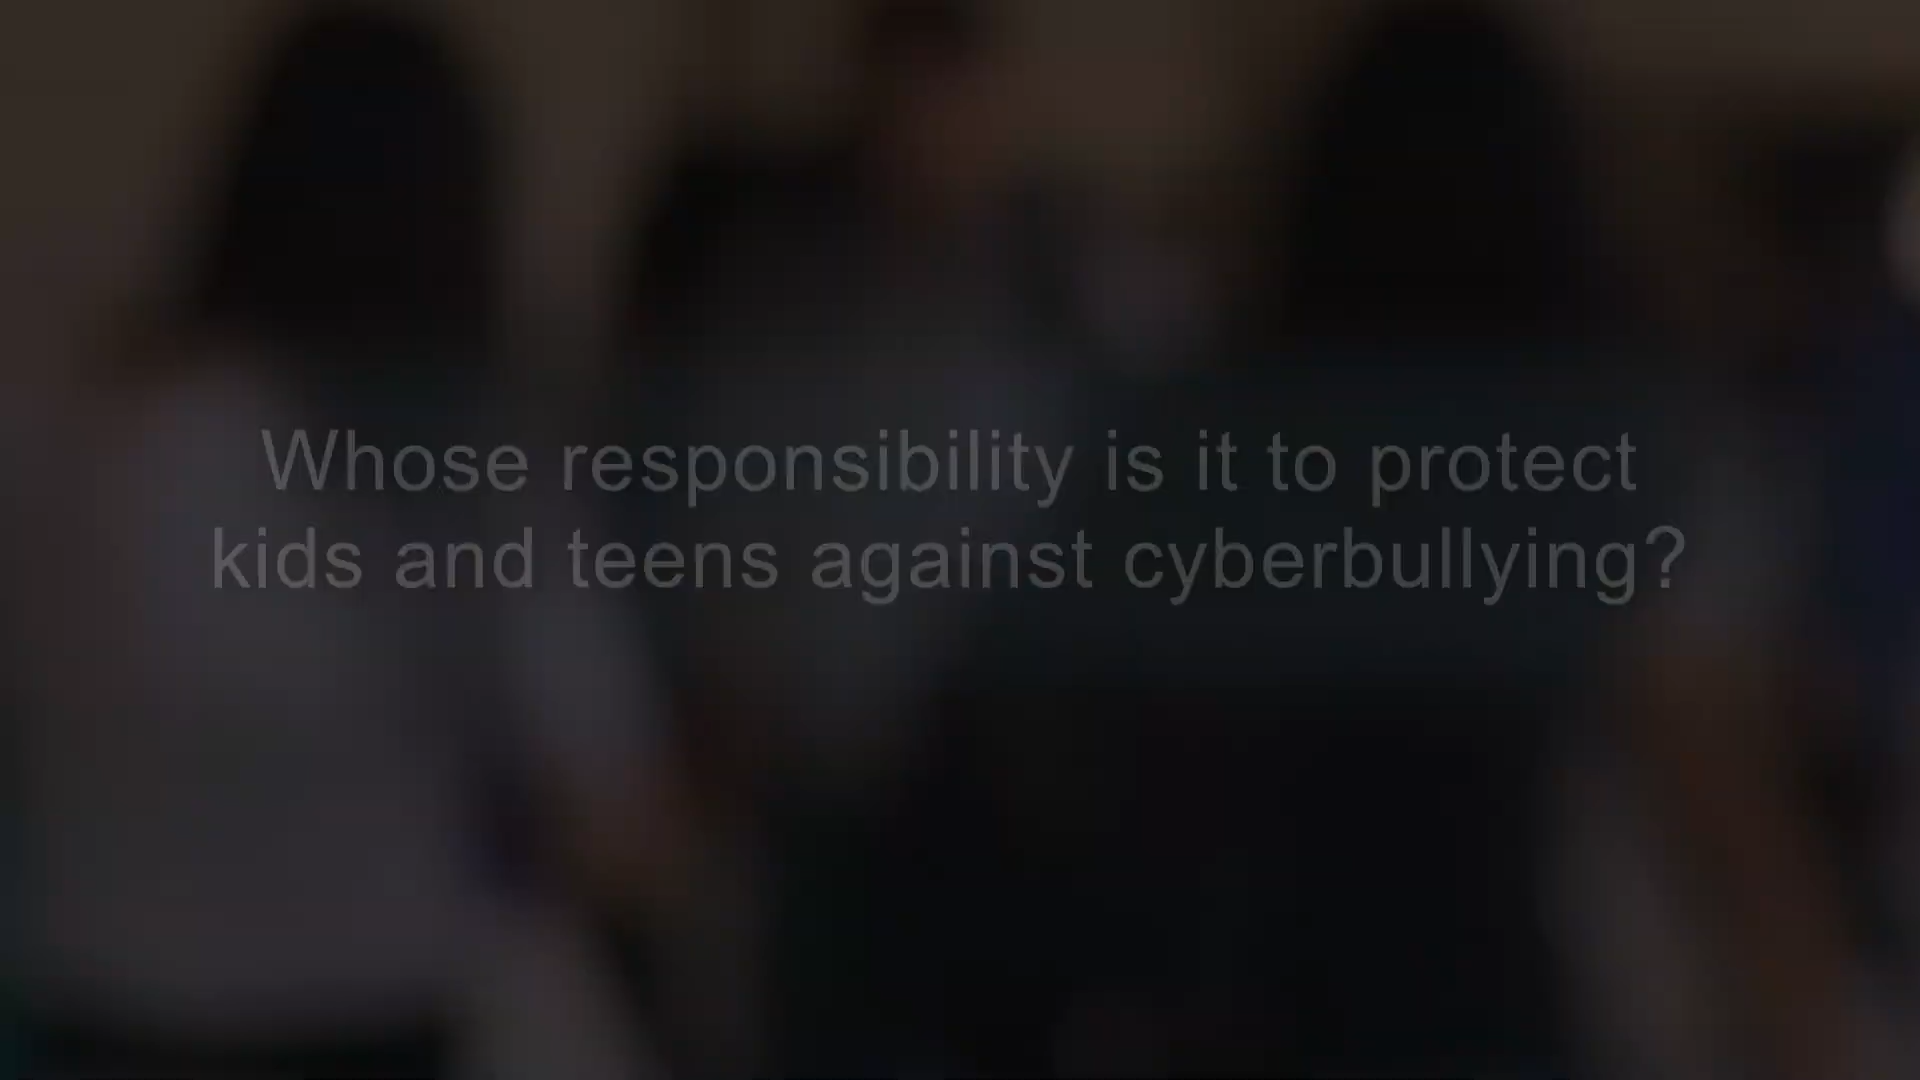 Whose responsibility is it to protect
kids and teens against cyberbullying?